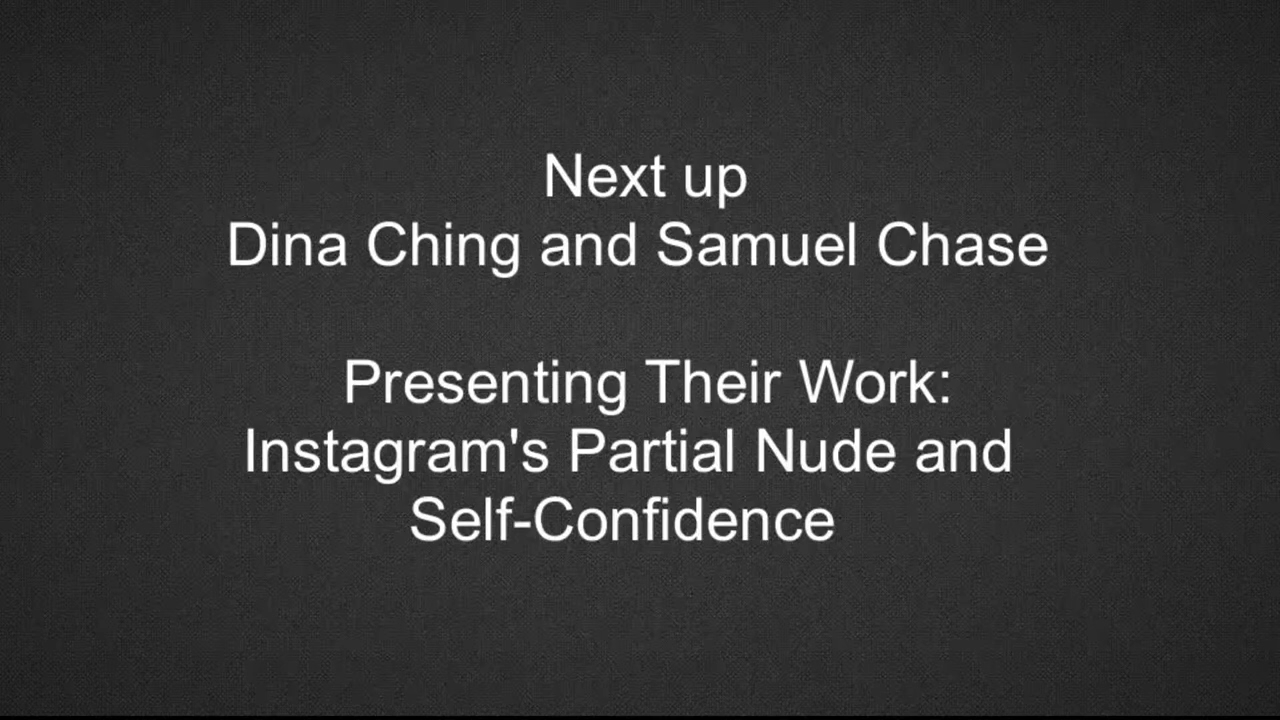 Next up
Dina Ching and Samuel Chase
Presenting Their Work:
Instagram's Partial Nude and
Self-Confidence